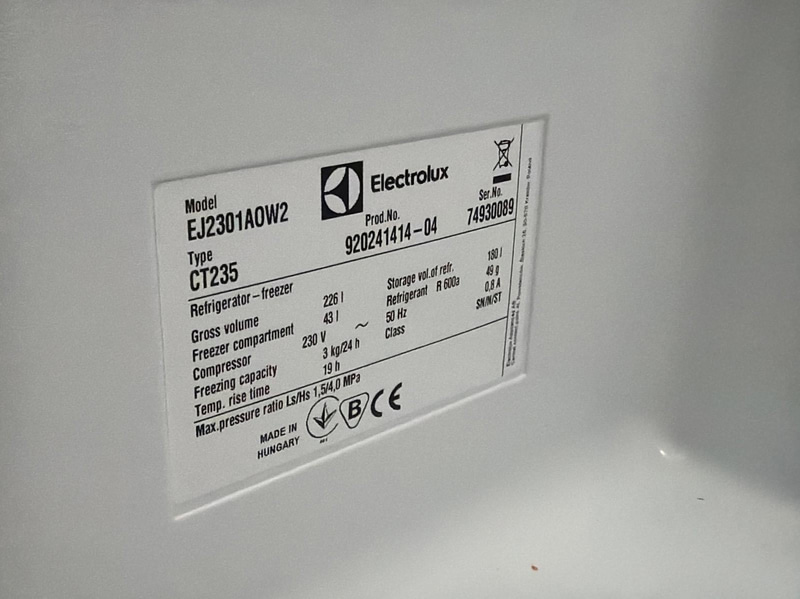 Electrolux
Model
EJ2301AOW2
Prod.No.
920241414-04
Ser.No.
74930089
Type
CT235
Refrigerator-freezer
Gross volume 226 l Storage vol.of refr. 180 l
Freezer compartment 43 l Refrigerant R 600a 49 g
Compressor 230 V ~ 50 Hz 0.8 A
Freezing capacity 3 kg/24 h Class SN/N/ST
Temp. rise time 19 h
Max.pressure ratio Ls/Hs 1,5/4,0 MPa
MADE IN
HUNGARY
B CE